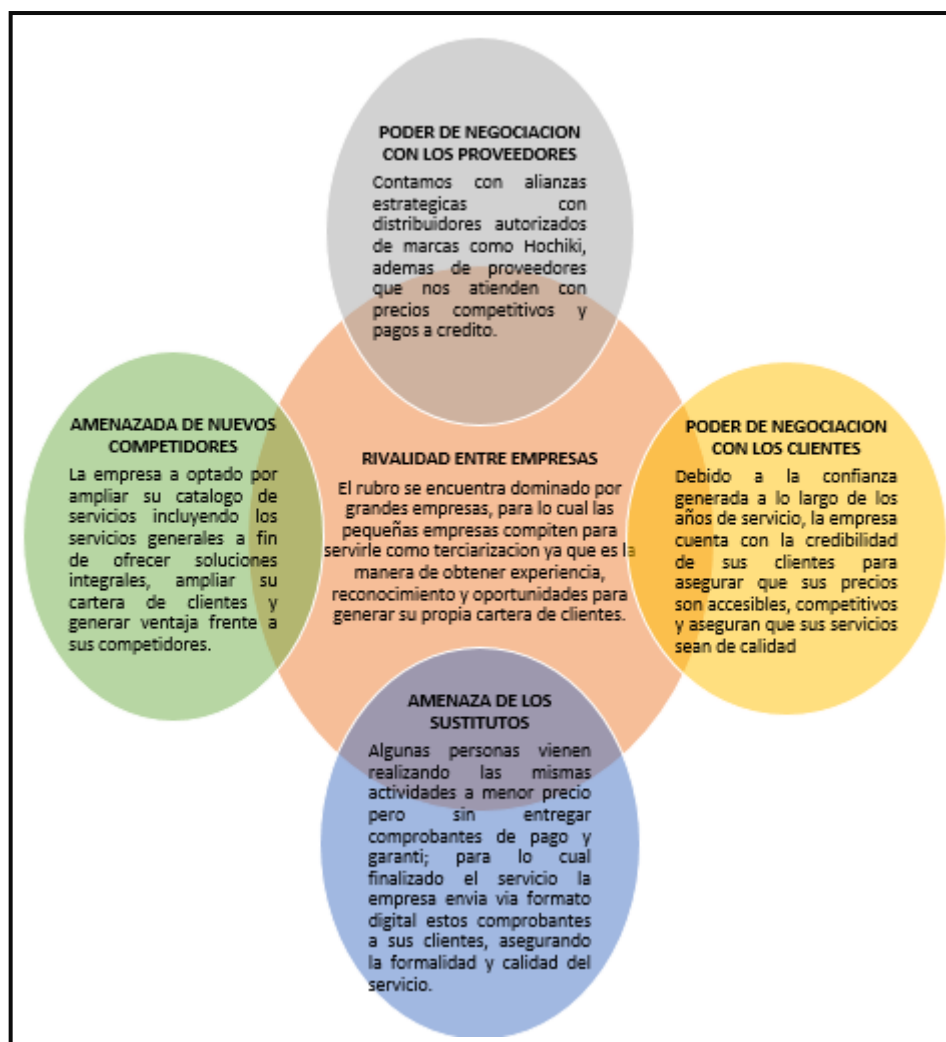 PODER DE NEGOCIACION
CON LOS PROVEEDORES
Contamos con alianzas
estrategicas con
distribuidores autorizados
de marcas como Hochiki,
ademas de proveedores
que nos atienden con
precios competitivos y
pagos a credito.
AMENAZADA DE NUEVOS
COMPETIDORES
La empresa a optado por
ampliar su catalogo de
servicios incluyendo los
servicios generales a fin
de ofrecer soluciones
integrales, ampliar su
cartera de clientes y
generar ventaja frente a
sus competidores.
RIVALIDAD ENTRE EMPRESAS
El rubro se encuentra dominado por
grandes empresas, para lo cual las
pequeñas empresas compiten para
servirle como terciarizacion ya que es la
manera de obtener experiencia,
reconocimiento y oportunidades para
generar su propia cartera de clientes.
PODER DE NEGOCIACION
CON LOS CLIENTES
Debido a la confianza
generada a lo largo de los
años de servicio, la empresa
cuenta con la credibilidad
de sus clientes para
asegurar que sus precios
son accesibles, competitivos
y aseguran que sus servicios
sean de calidad
AMENAZA DE LOS
SUSTITUTOS
Algunas personas vienen
realizando las mismas
actividades a menor precio
pero sin entregar
comprobantes de pago y
garanti; para lo cual
finalizado el servicio la
empresa envia via formato
digital estos comprobantes
a sus clientes, asegurando
la formalidad y calidad del
servicio.